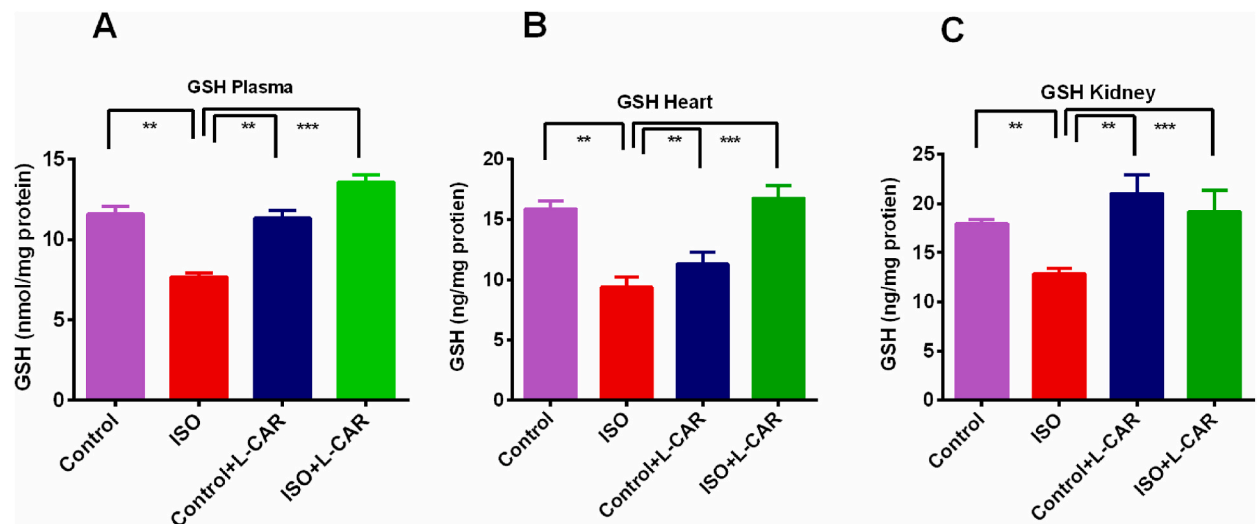 A
GSH Plasma
** ** ***
GSH (nmol/mg protein)
15
10
5
0
Control
ISO
Control+L-CAR
ISO+L-CAR
B
GSH Heart
** ** ***
GSH (ng/mg protien)
20
15
10
5
0
Control
ISO
Control+L-CAR
ISO+L-CAR
C
GSH Kidney
** ** ***
GSH (ng/mg protien)
25
20
15
10
5
0
Control
ISO
Control+L-CAR
ISO+L-CAR